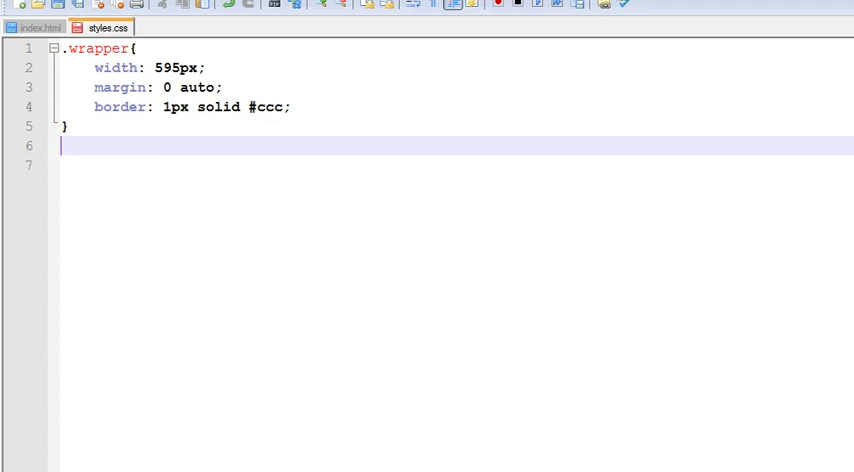 index.html styles.css
1 .wrapper{
2 width: 595px;
3 margin: 0 auto;
4 border: 1px solid #ccc;
5 }
6
7